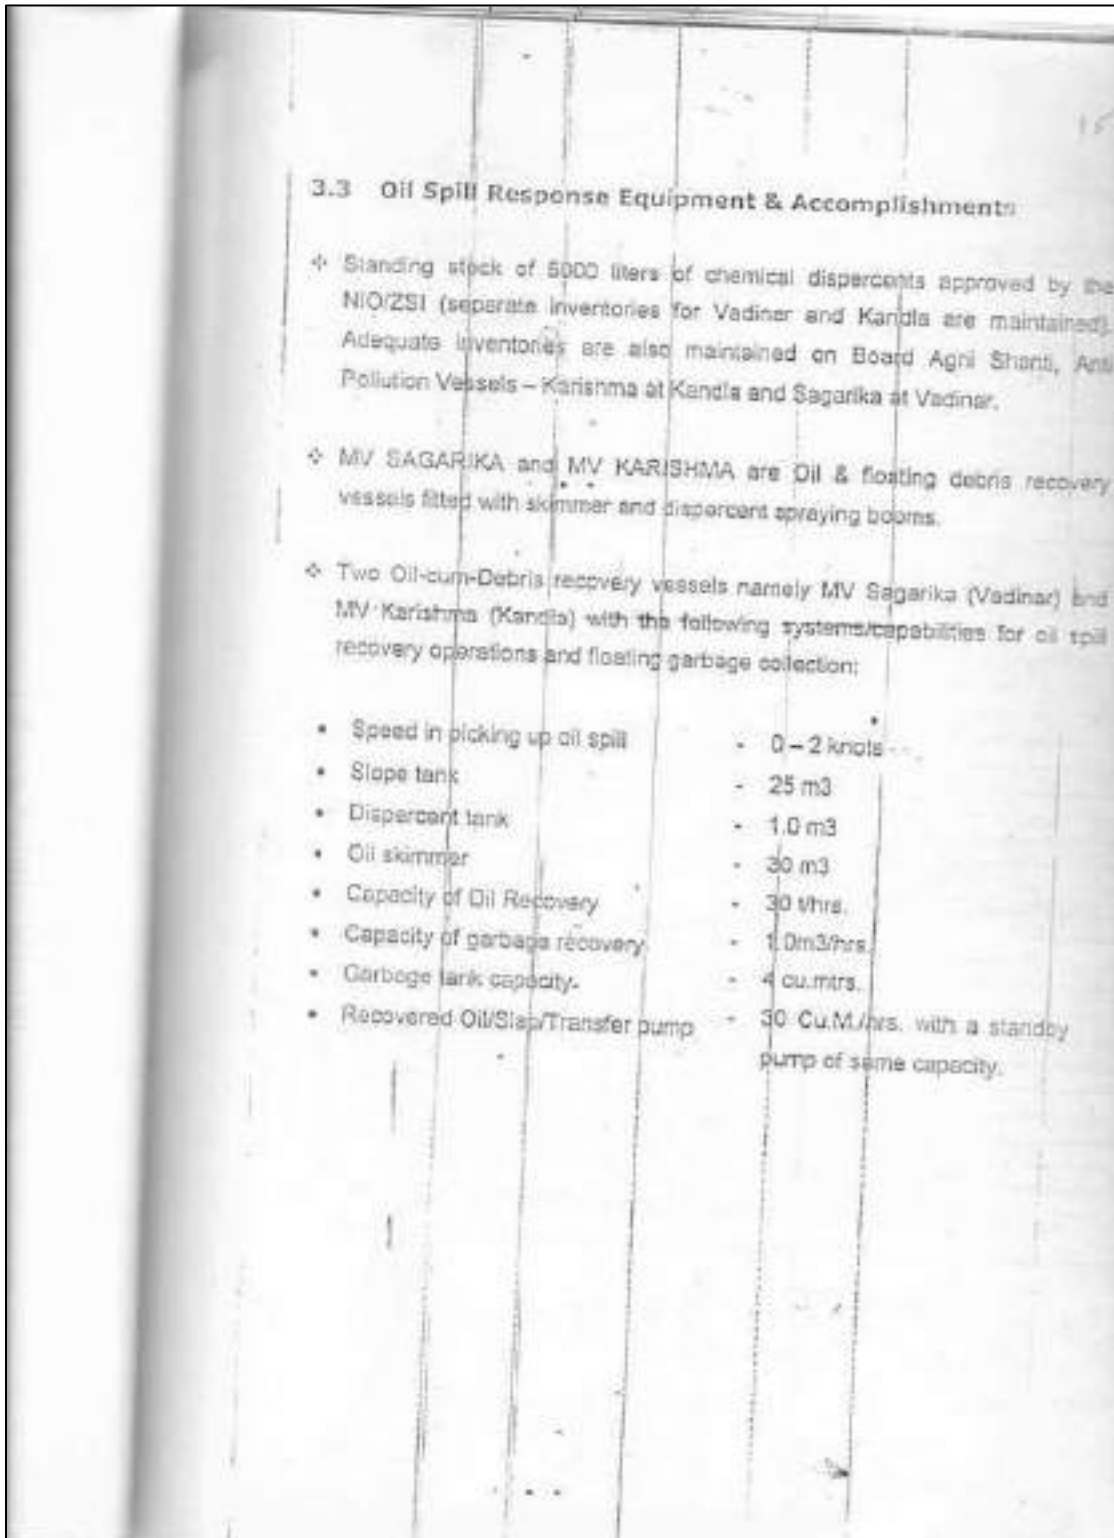 3.3 Oil Spill Response Equipment & Accomplishments
❖ Standing stock of 5000 liters of chemical dispercents approved by the
NIO/ZSI (separate inventories for Vadinar and Kandla are maintained).
Adequate inventories are also maintained on Board Agni Shanti, Anti
Pollution Vessels – Karishma at Kandla and Sagarika at Vadinar.
❖ MV SAGARIKA and MV KARISHMA are Oil & floating debris recovery
vessels fitted with skimmer and dispercent spraying booms.
❖ Two Oil-cum-Debris recovery vessels namely MV Sagarika (Vadinar) and
MV Karishma (Kandla) with the following systems/capabilities for oil spill
recovery operations and floating garbage collection:
• Speed in picking up oil spill - 0 – 2 knots
• Slope tank - 25 m3
• Dispercent tank - 1.0 m3
• Oil skimmer - 30 m3
• Capacity of Oil Recovery - 30 t/hrs.
• Capacity of garbage recovery - 1.0m3/hrs.
• Garbage tank capacity - 4 cu.mtrs.
• Recovered Oil/Slap/Transfer pump - 30 Cu.M./hrs. with a standby
pump of same capacity.